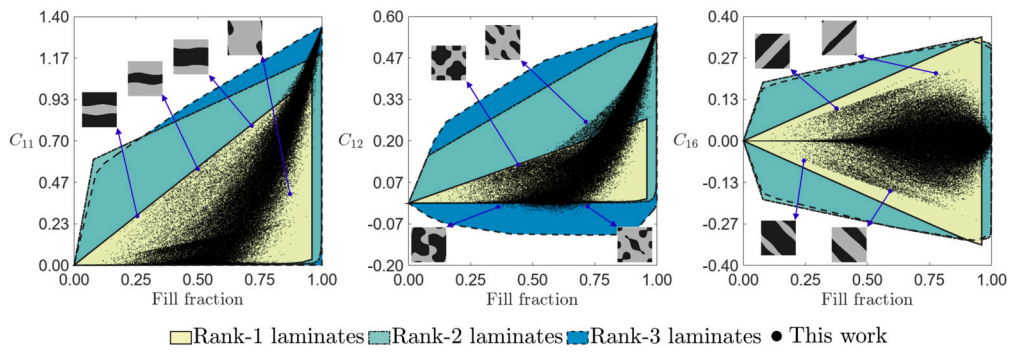 1.40 1.17 0.93 0.70 0.47 0.23 0.00
C11
0.00 0.25 0.50 0.75 1.00
Fill fraction
0.60 0.47 0.33 0.20 0.07 -0.07 -0.20
C12
0.00 0.25 0.50 0.75 1.00
Fill fraction
0.40 0.27 0.13 0.00 -0.13 -0.27 -0.40
C16
0.00 0.25 0.50 0.75 1.00
Fill fraction
Rank-1 laminates Rank-2 laminates Rank-3 laminates This work